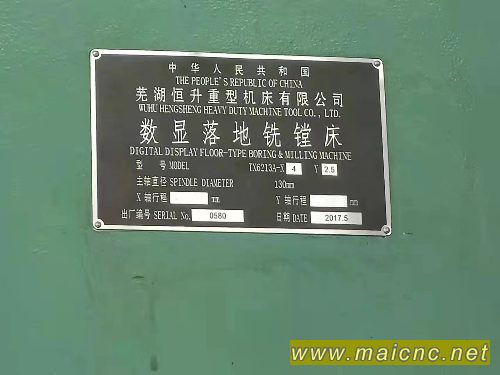 中华人民共和国
THE PEOPLE'S REPUBLIC OF CHINA
芜湖恒升重型机床有限公司
WUHU HENGSHENG HEAVY DUTY MACHINE TOOL CO., LTD.
数显落地铣镗床
DIGITAL DISPLAY FLOOR-TYPE BORING & MILLING MACHINE
型 号 MODEL TX6213A-X 4 Y 2.5
主轴直径 SPINDLE DIAMETER 130mm
X 轴行程 mm Y 轴行程 mm
出厂编号 SERIAL No. 0580 日期 DATE 2017.5
www.maicnc.net